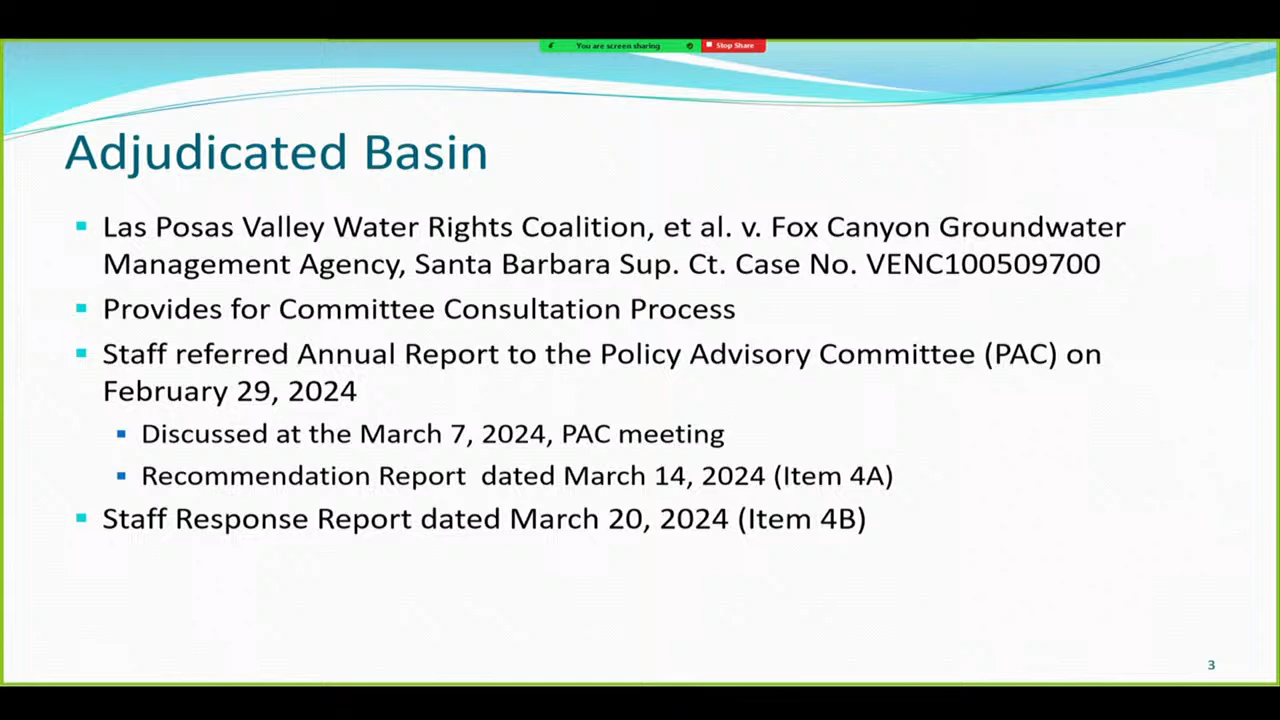 You are screen sharing
Stop Share
Adjudicated Basin
Las Posas Valley Water Rights Coalition, et al. v. Fox Canyon Groundwater
Management Agency, Santa Barbara Sup. Ct. Case No. VENC100509700
Provides for Committee Consultation Process
Staff referred Annual Report to the Policy Advisory Committee (PAC) on
February 29, 2024
Discussed at the March 7, 2024, PAC meeting
Recommendation Report  dated March 14, 2024 (Item 4A)
Staff Response Report dated March 20, 2024 (Item 4B)
3